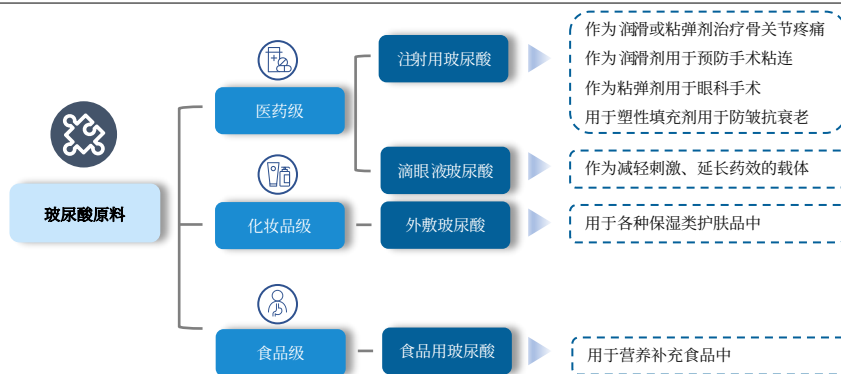 玻尿酸原料
医药级
注射用玻尿酸
作为润滑或粘弹剂治疗骨关节疼痛
作为润滑剂用于预防手术粘连
作为粘弹剂用于眼科手术
用于塑性填充剂用于防皱抗衰老
滴眼液玻尿酸
作为减轻刺激、延长药效的载体
化妆品级
外敷玻尿酸
用于各种保湿类护肤品中
食品级
食品用玻尿酸
用于营养补充食品中